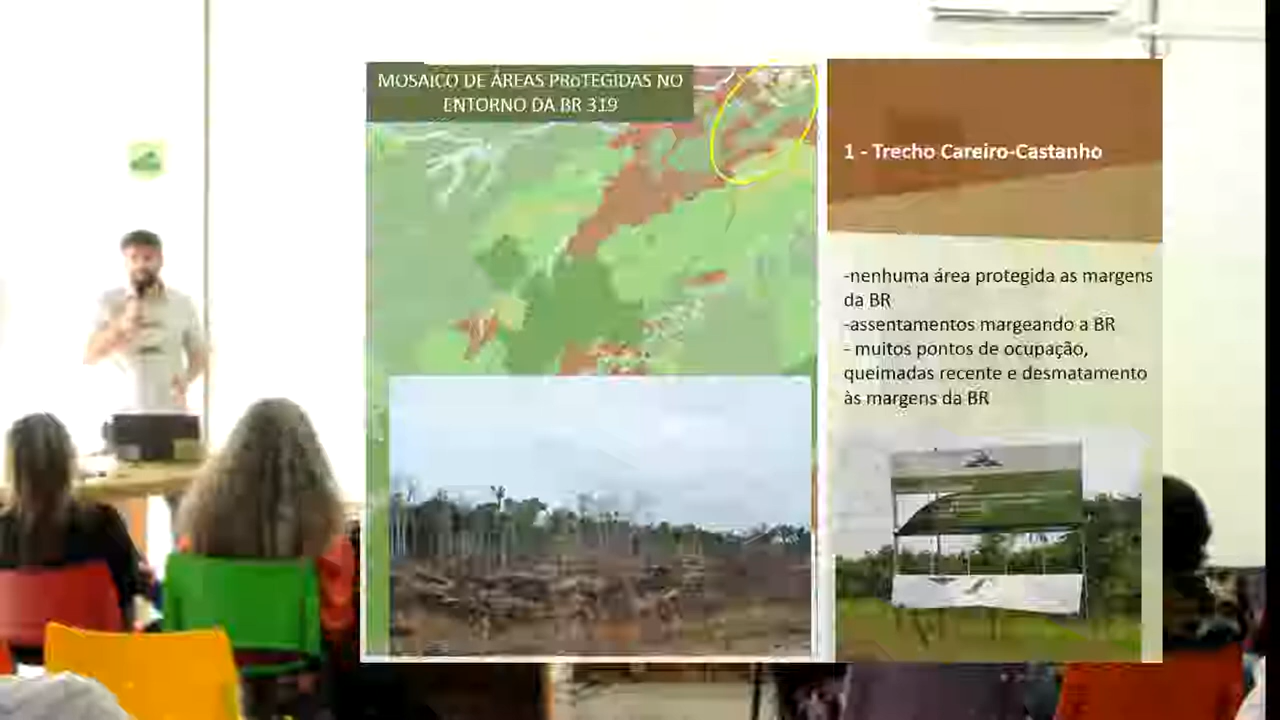 MOSAICO DE ÁREAS PRoTEGIDAS NO
ENTORNO DA BR 319
1 - Trecho Careiro-Castanho
-nenhuma área protegida as margens
da BR
-assentamentos margeando a BR
- muitos pontos de ocupação,
queimadas recente e desmatamento
às margens da BR